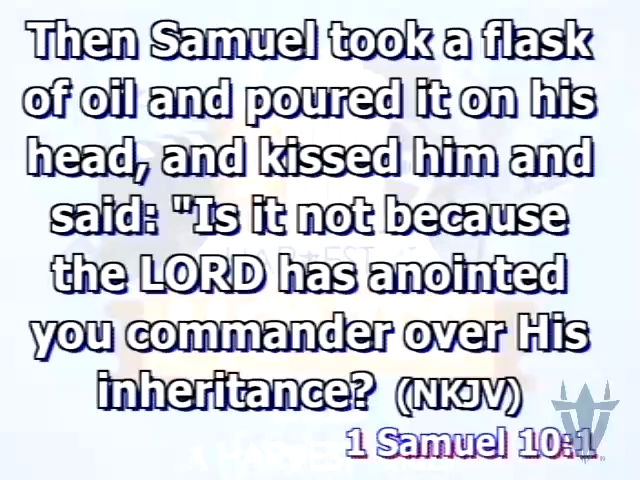 Then Samuel took a flask
of oil and poured it on his
head, and kissed him and
said: "Is it not because
the LORD has anointed
you commander over His
inheritance? (NKJV)
1 Samuel 10:1
A HARVEST